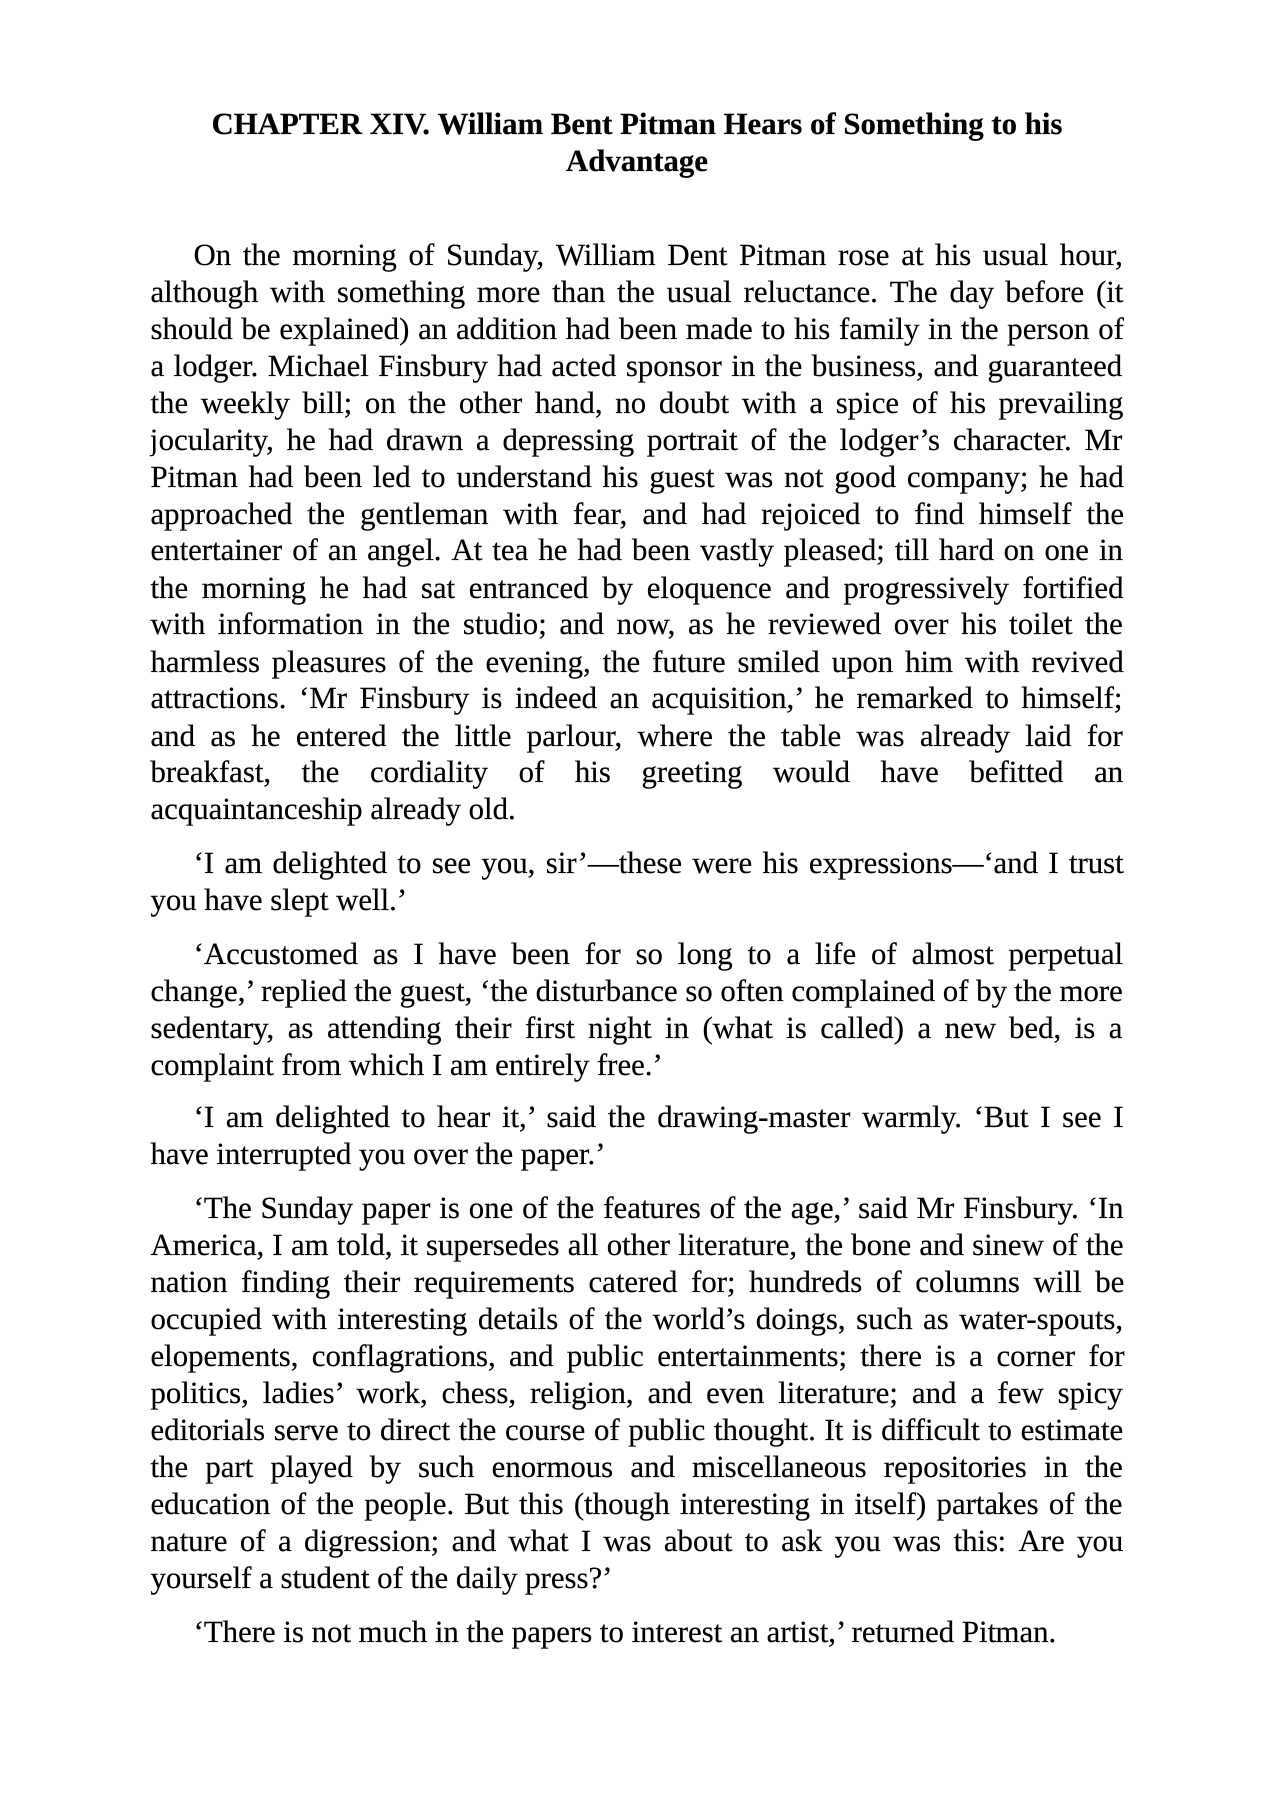 CHAPTER XIV. William Bent Pitman Hears of Something to his
Advantage
On the morning of Sunday, William Dent Pitman rose at his usual hour,
although with something more than the usual reluctance. The day before (it
should be explained) an addition had been made to his family in the person of
a lodger. Michael Finsbury had acted sponsor in the business, and guaranteed
the weekly bill; on the other hand, no doubt with a spice of his prevailing
jocularity, he had drawn a depressing portrait of the lodger’s character. Mr
Pitman had been led to understand his guest was not good company; he had
approached the gentleman with fear, and had rejoiced to find himself the
entertainer of an angel. At tea he had been vastly pleased; till hard on one in
the morning he had sat entranced by eloquence and progressively fortified
with information in the studio; and now, as he reviewed over his toilet the
harmless pleasures of the evening, the future smiled upon him with revived
attractions. ‘Mr Finsbury is indeed an acquisition,’ he remarked to himself;
and as he entered the little parlour, where the table was already laid for
breakfast, the cordiality of his greeting would have befitted an
acquaintanceship already old.
‘I am delighted to see you, sir’—these were his expressions—‘and I trust
you have slept well.’
‘Accustomed as I have been for so long to a life of almost perpetual
change,’ replied the guest, ‘the disturbance so often complained of by the more
sedentary, as attending their first night in (what is called) a new bed, is a
complaint from which I am entirely free.’
‘I am delighted to hear it,’ said the drawing-master warmly. ‘But I see I
have interrupted you over the paper.’
‘The Sunday paper is one of the features of the age,’ said Mr Finsbury. ‘In
America, I am told, it supersedes all other literature, the bone and sinew of the
nation finding their requirements catered for; hundreds of columns will be
occupied with interesting details of the world’s doings, such as water-spouts,
elopements, conflagrations, and public entertainments; there is a corner for
politics, ladies’ work, chess, religion, and even literature; and a few spicy
editorials serve to direct the course of public thought. It is difficult to estimate
the part played by such enormous and miscellaneous repositories in the
education of the people. But this (though interesting in itself) partakes of the
nature of a digression; and what I was about to ask you was this: Are you
yourself a student of the daily press?’
‘There is not much in the papers to interest an artist,’ returned Pitman.